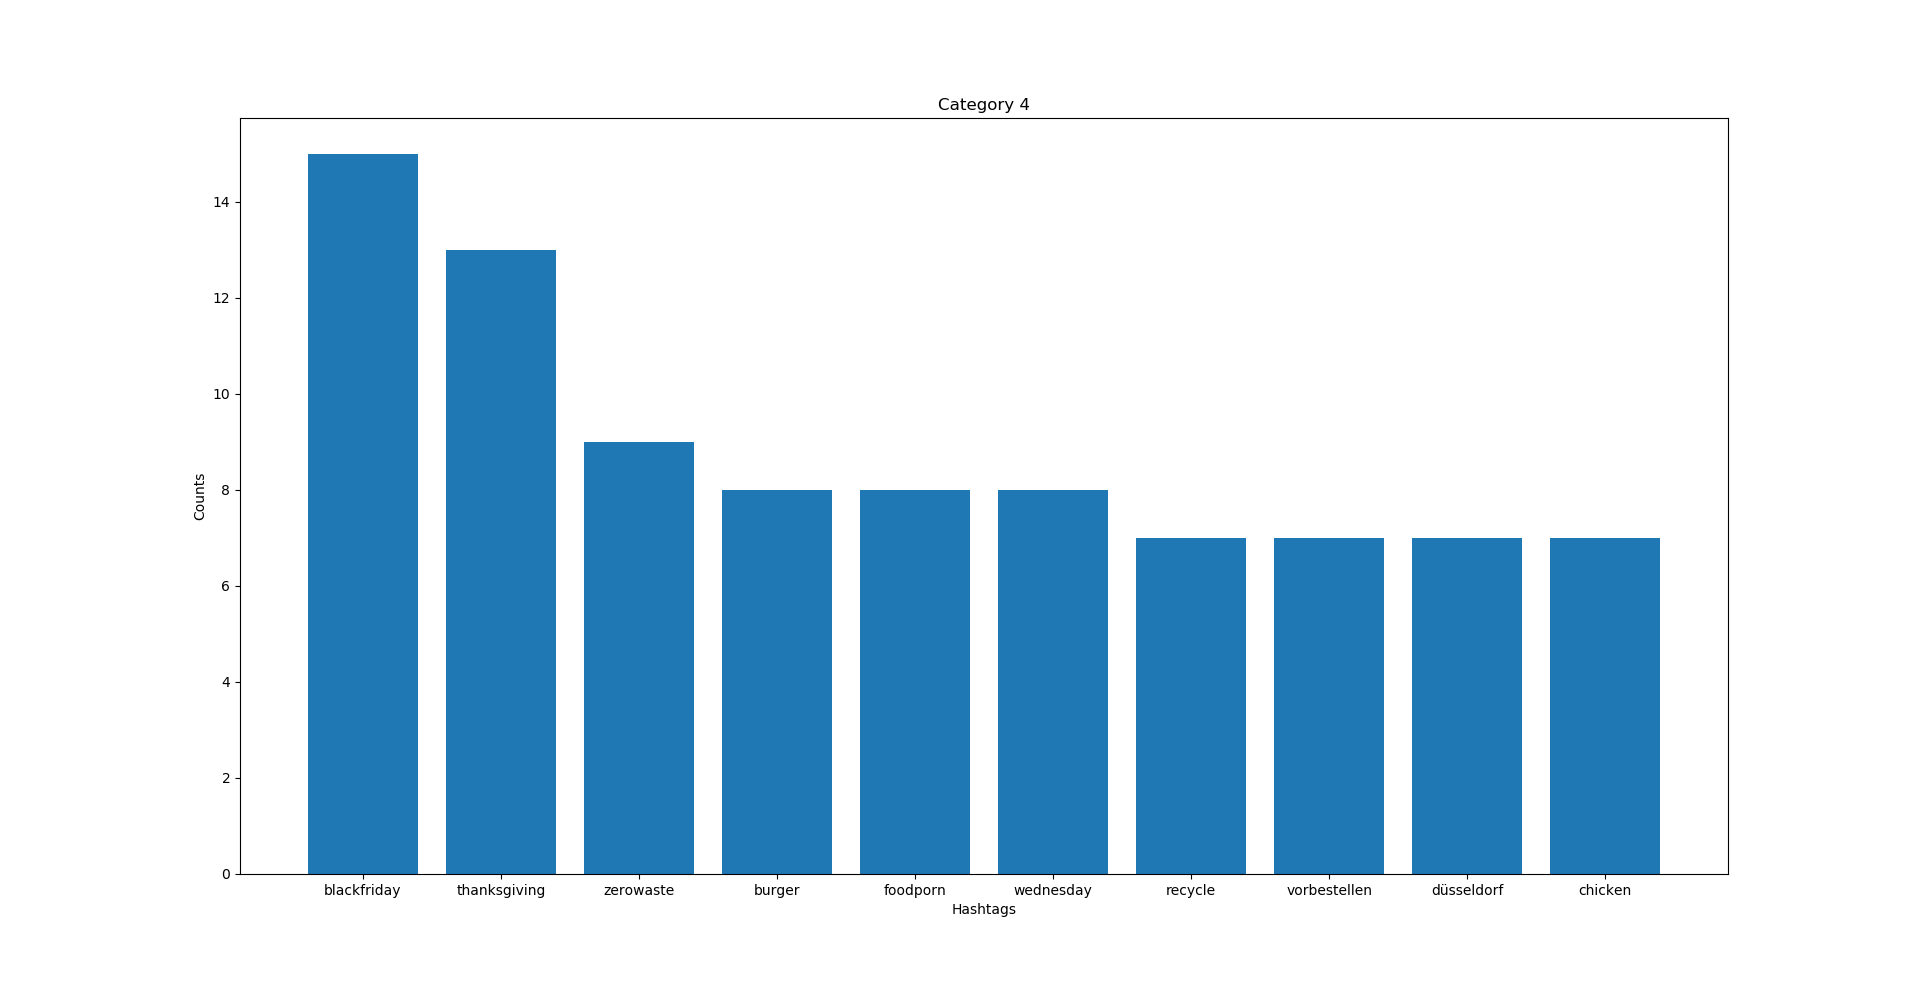 Category 4
14
12
10
8
6
4
2
0
Counts
blackfriday thanksgiving zerowaste burger foodporn wednesday recycle vorbestellen düsseldorf chicken
Hashtags